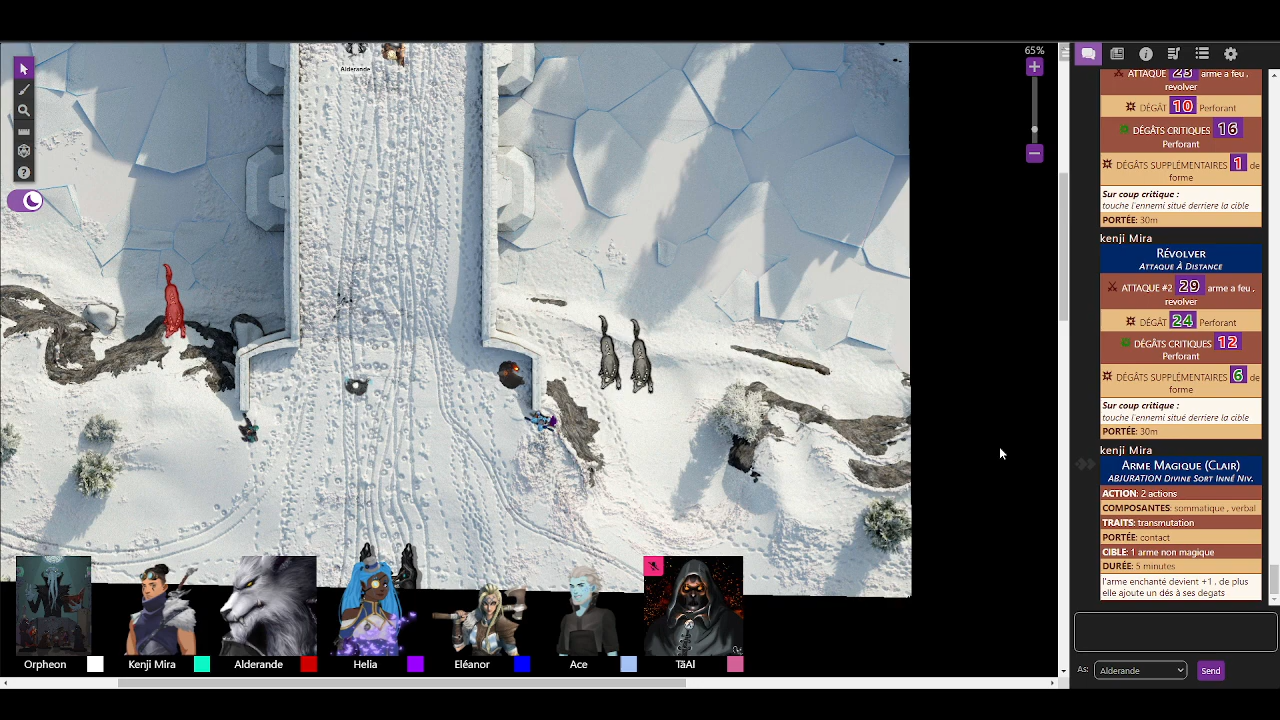 Alderande
65%
ATTAQUE 25 arme a feu ,
revolver
DÉGÂT 10 Perforant
DÉGÂTS CRITIQUES 16
Perforant
DÉGÂTS SUPPLÉMENTAIRES 1 de
forme
Sur coup critique :
touche l'ennemi situé derriere la cible
PORTÉE: 30m
kenji Mira
RÉVOLVER
ATTAQUE À DISTANCE
ATTAQUE #2 29 arme a feu ,
revolver
DÉGÂT 24 Perforant
DÉGÂTS CRITIQUES 12
Perforant
DÉGÂTS SUPPLÉMENTAIRES 6 de
forme
Sur coup critique :
touche l'ennemi situé derriere la cible
PORTÉE: 30m
kenji Mira
ARME MAGIQUE (CLAIR)
ABJURATION DIVINE SORT INNÉ NIV.
ACTION: 2 actions
COMPOSANTES: sommatique , verbal
TRAITS: transmutation
PORTÉE: contact
CIBLE: 1 arme non magique
DURÉE: 5 minutes
l'arme enchanté devient +1 . de plus
elle ajoute un dés à ses degats
Orpheon
Kenji Mira
Alderande
Helia
Eléanor
Ace
TãAl
As:
Alderande
Send